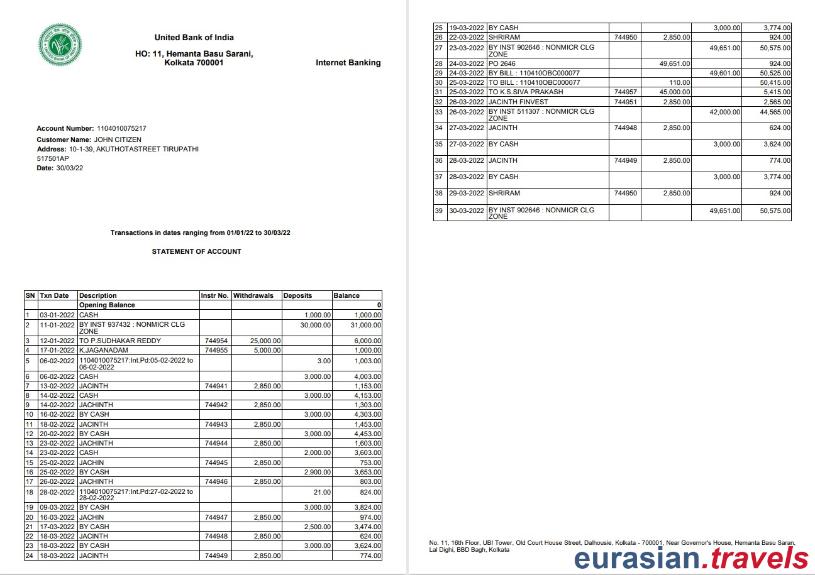 United Bank of India
HO: 11, Hemanta Basu Sarani,
Kolkata 700001
Internet Banking
Account Number: 1104010075217
Customer Name: JOHN CITIZEN
Address: 10-1-39, AKUTHOTASTREET TIRUPATHI
517501AP
Date: 30/03/22
Transactions in dates ranging from 01/01/22 to 30/03/22
STATEMENT OF ACCOUNT
SN Txn Date Description Instr No. Withdrawals Deposits Balance
Opening Balance 0
1 03-01-2022 CASH 1,000.00 1,000.00
2 11-01-2022 BY INST 937432 : NONMICR CLG 30,000.00 31,000.00
ZONE
3 12-01-2022 TO P.SUDHAKAR REDDY 744954 25,000.00 6,000.00
4 17-01-2022 K.JAGANADAM 744955 5,000.00 1,000.00
5 06-02-2022 1104010075217:Int.Pd:05-02-2022 to 3.00 1,003.00
06-02-2022
6 06-02-2022 CASH 3,000.00 4,003.00
7 13-02-2022 JACINTH 744941 2,850.00 1,153.00
8 14-02-2022 CASH 3,000.00 4,153.00
9 14-02-2022 JACHINTH 744942 2,850.00 1,303.00
10 16-02-2022 BY CASH 3,000.00 4,303.00
11 18-02-2022 JACINTH 744943 2,850.00 1,453.00
12 20-02-2022 BY CASH 3,000.00 4,453.00
13 23-02-2022 JACHINTH 744944 2,850.00 1,603.00
14 23-02-2022 CASH 2,000.00 3,603.00
15 25-02-2022 JACHIN 744945 2,850.00 753.00
16 25-02-2022 BY CASH 2,900.00 3,653.00
17 26-02-2022 JACHINTH 744946 2,850.00 803.00
18 28-02-2022 1104010075217:Int.Pd:27-02-2022 to 21.00 824.00
28-02-2022
19 09-03-2022 BY CASH 3,000.00 3,824.00
20 16-03-2022 JACHIN 744947 2,850.00 974.00
21 17-03-2022 BY CASH 2,500.00 3,474.00
22 18-03-2022 JACINTH 744948 2,850.00 624.00
23 18-03-2022 BY CASH 3,000.00 3,624.00
24 18-03-2022 JACINTH 744949 2,850.00 774.00
25 19-03-2022 BY CASH 3,000.00 3,774.00
26 22-03-2022 SHRIRAM 744950 2,850.00 924.00
27 23-03-2022 BY INST 902646 : NONMICR CLG 49,651.00 50,575.00
ZONE
28 24-03-2022 PO 2646 49,651.00 924.00
29 24-03-2022 BY BILL : 110410OBC000077 49,601.00 50,525.00
30 25-03-2022 TO BILL : 110410OBC000077 110.00 50,415.00
31 25-03-2022 TO K.S.SIVA PRAKASH 744957 45,000.00 5,415.00
32 26-03-2022 JACINTH FINVEST 744951 2,850.00 2,565.00
33 26-03-2022 BY INST 511307 : NONMICR CLG 42,000.00 44,565.00
ZONE
34 27-03-2022 JACINTH 744948 2,850.00 624.00
35 27-03-2022 BY CASH 3,000.00 3,624.00
36 28-03-2022 JACINTH 744949 2,850.00 774.00
37 28-03-2022 BY CASH 3,000.00 3,774.00
38 29-03-2022 SHRIRAM 744950 2,850.00 924.00
39 30-03-2022 BY INST 902646 : NONMICR CLG 49,651.00 50,575.00
ZONE
No. 11, 16th Floor, UBI Tower, Old Court House Street, Dalhousie, Kolkata - 700001, Near Governor's House, Hemanta Basu Saran,
Lal Dighi, BBD Bagh, Kolkata
eurasian.travels